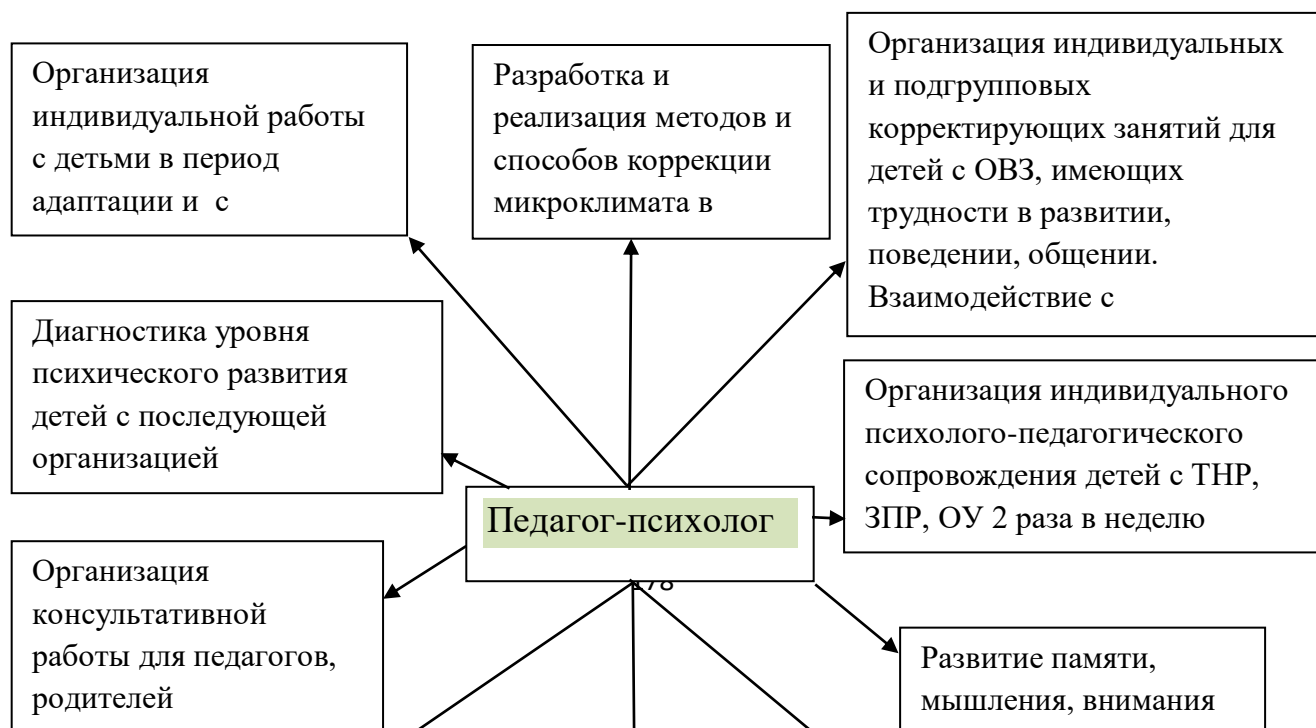 Организация
индивидуальной работы
с детьми в период
адаптации и с
Разработка и
реализация методов и
способов коррекции
микроклимата в
Организация индивидуальных
и подгрупповых
корректирующих занятий для
детей с ОВЗ, имеющих
трудности в развитии,
поведении, общении.
Взаимодействие с
Диагностика уровня
психического развития
детей с последующей
организацией
Организация индивидуального
психолого-педагогического
сопровождения детей с ТНР,
ЗПР, ОУ 2 раза в неделю
Педагог-психолог
178
Организация
консультативной
работы для педагогов,
родителей
Развитие памяти,
мышления, внимания